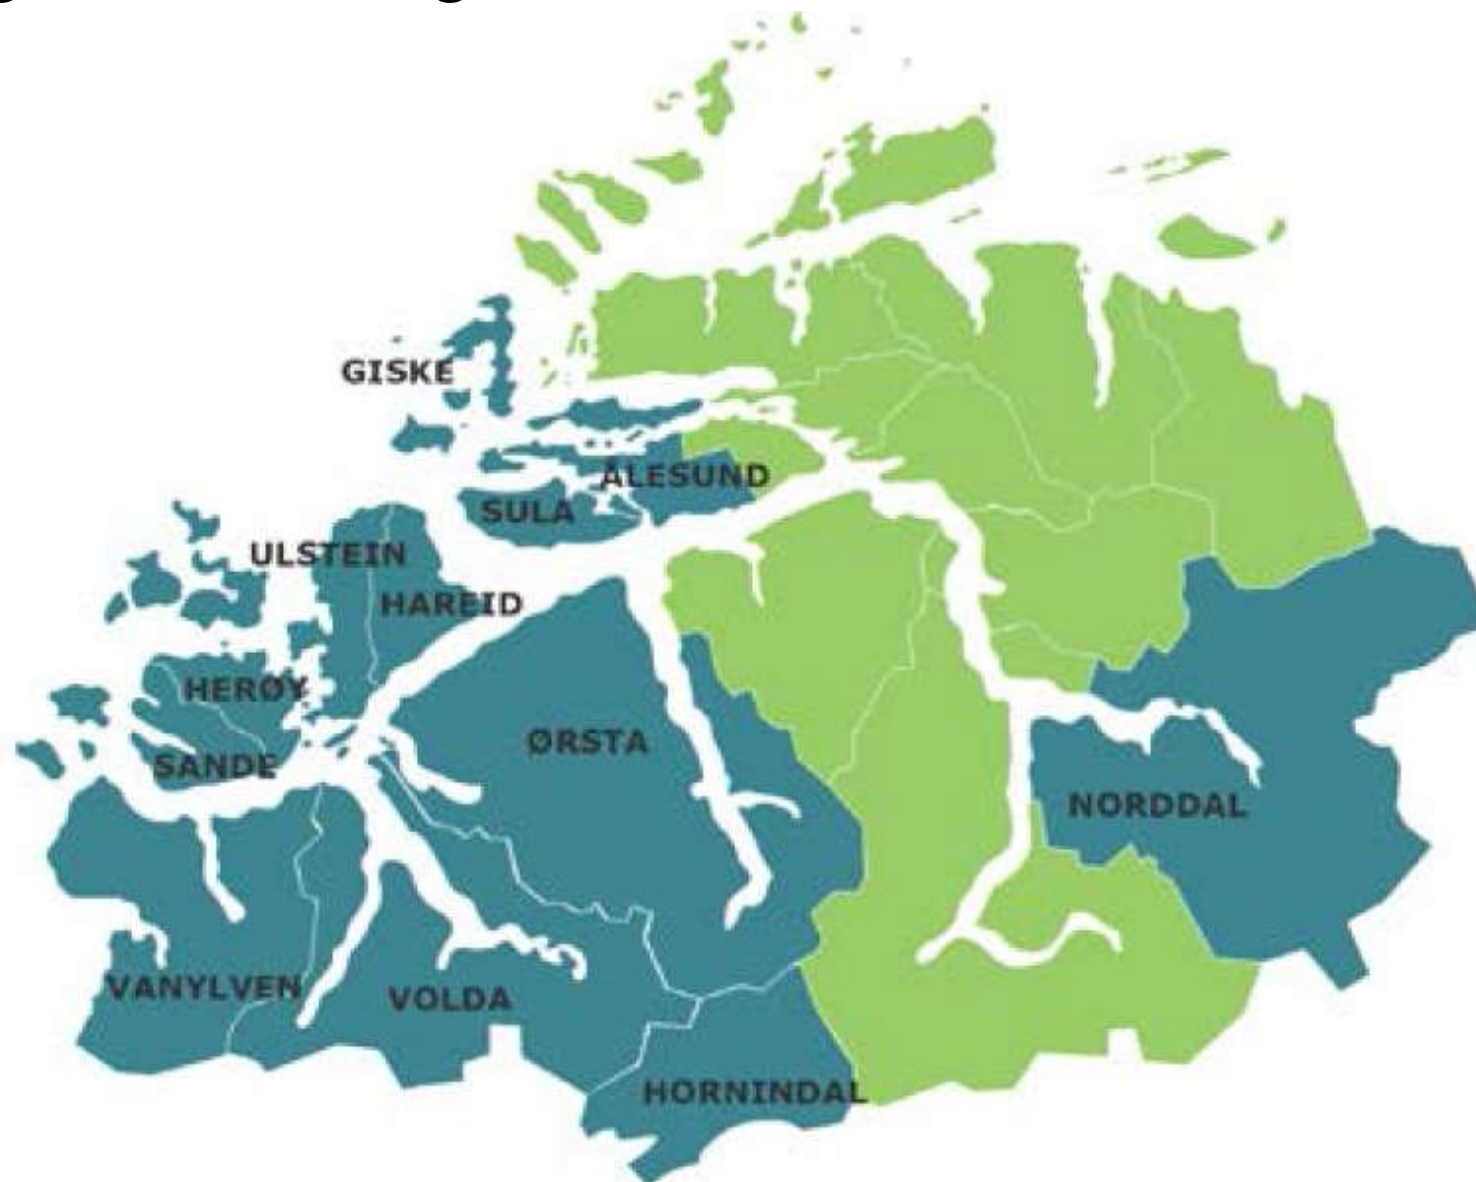 GISKE
ÅLESUND
SULA
ULSTEIN
HAREID
HERØY
ØRSTA
SANDE
NORDDAL
VANYLVEN
VOLDA
HORNINDAL